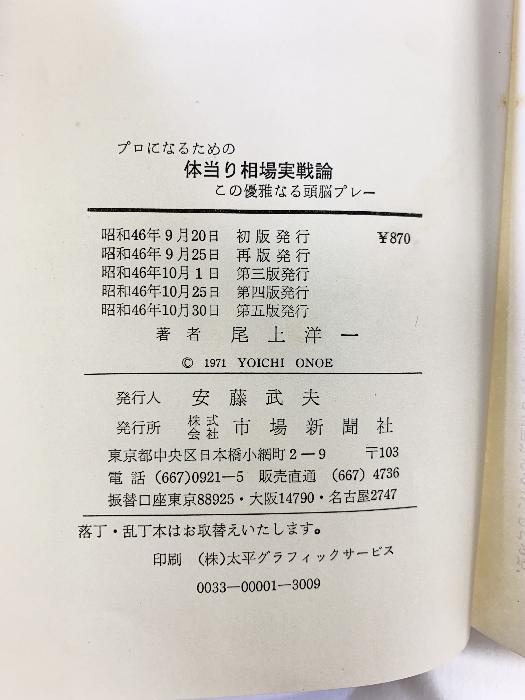 プロになるための
体当り相場実戦論
この優雅なる頭脳プレー
昭和46年9月20日 初版発行 ¥870
昭和46年9月25日 再版発行
昭和46年10月1日 第三版発行
昭和46年10月25日 第四版発行
昭和46年10月30日 第五版発行
著者 尾上洋一
© 1971 YOICHI ONOE
発行人 安藤武夫
発行所 株式会社 市場新聞社
東京都中央区日本橋小網町2−9 〒103
電話 (667)0921−5 販売直通 (667) 4736
振替口座東京88925・大阪14790・名古屋2747
落丁・乱丁本はお取替えいたします。
印刷 (株)太平グラフィックサービス
0033—00001—3009